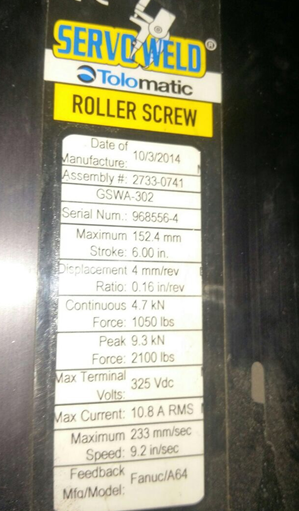 SERVOWELD®
Tolomatic
ROLLER SCREW
Date of
Manufacture: 10/3/2014
Assembly #: 2733-0741
GSWA-302
Serial Num.: 968556-4
Maximum 152.4 mm
Stroke: 6.00 in.
Displacement 4 mm/rev
Ratio: 0.16 in/rev
Continuous 4.7 kN
Force: 1050 lbs
Peak 9.3 kN
Force: 2100 lbs
Max Terminal
Volts: 325 Vdc
Max Current: 10.8 A RMS
Maximum 233 mm/sec
Speed: 9.2 in/sec
Feedback
Mfg/Model: Fanuc/A64